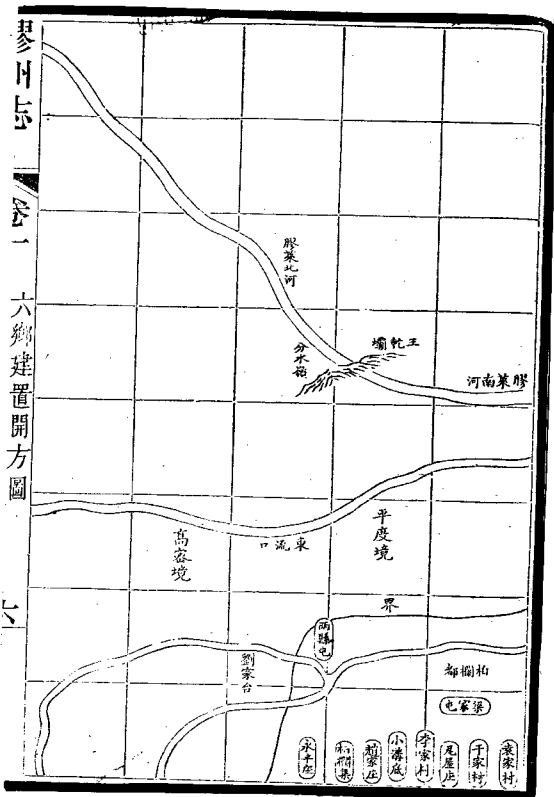 膠州志
卷一
六鄉建置開方圖
六
膠萊北河
分水嶺
王乾壩
膠萊南河
平度境
東流口
高密境
界
兩縣屯
劉家台
柏欄都
梁家屯
袁家村
于家村
瓦屋庄
李家村
小溝底
趙家庄
永平庄